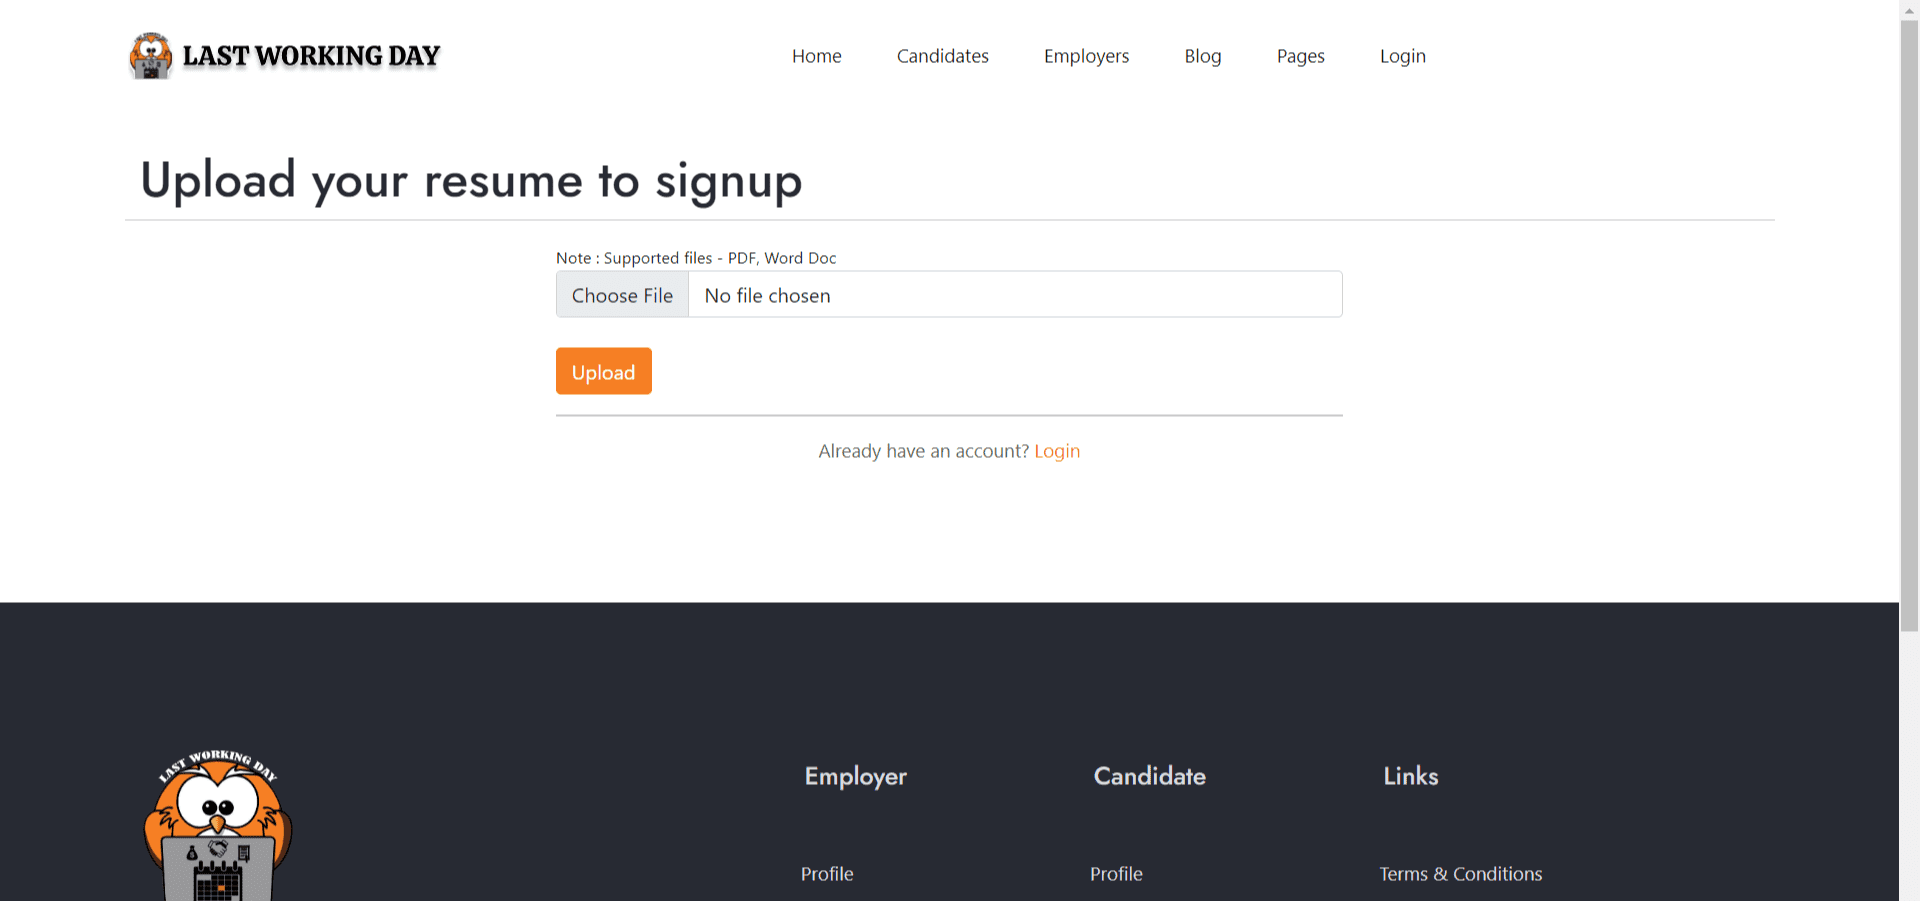 LAST WORKING DAY
Home Candidates Employers Blog Pages Login
Upload your resume to signup
Note : Supported files - PDF, Word Doc
Choose File No file chosen
Upload
Already have an account? Login
LAST WORKING DAY
Employer Candidate Links
Profile Profile Terms & Conditions